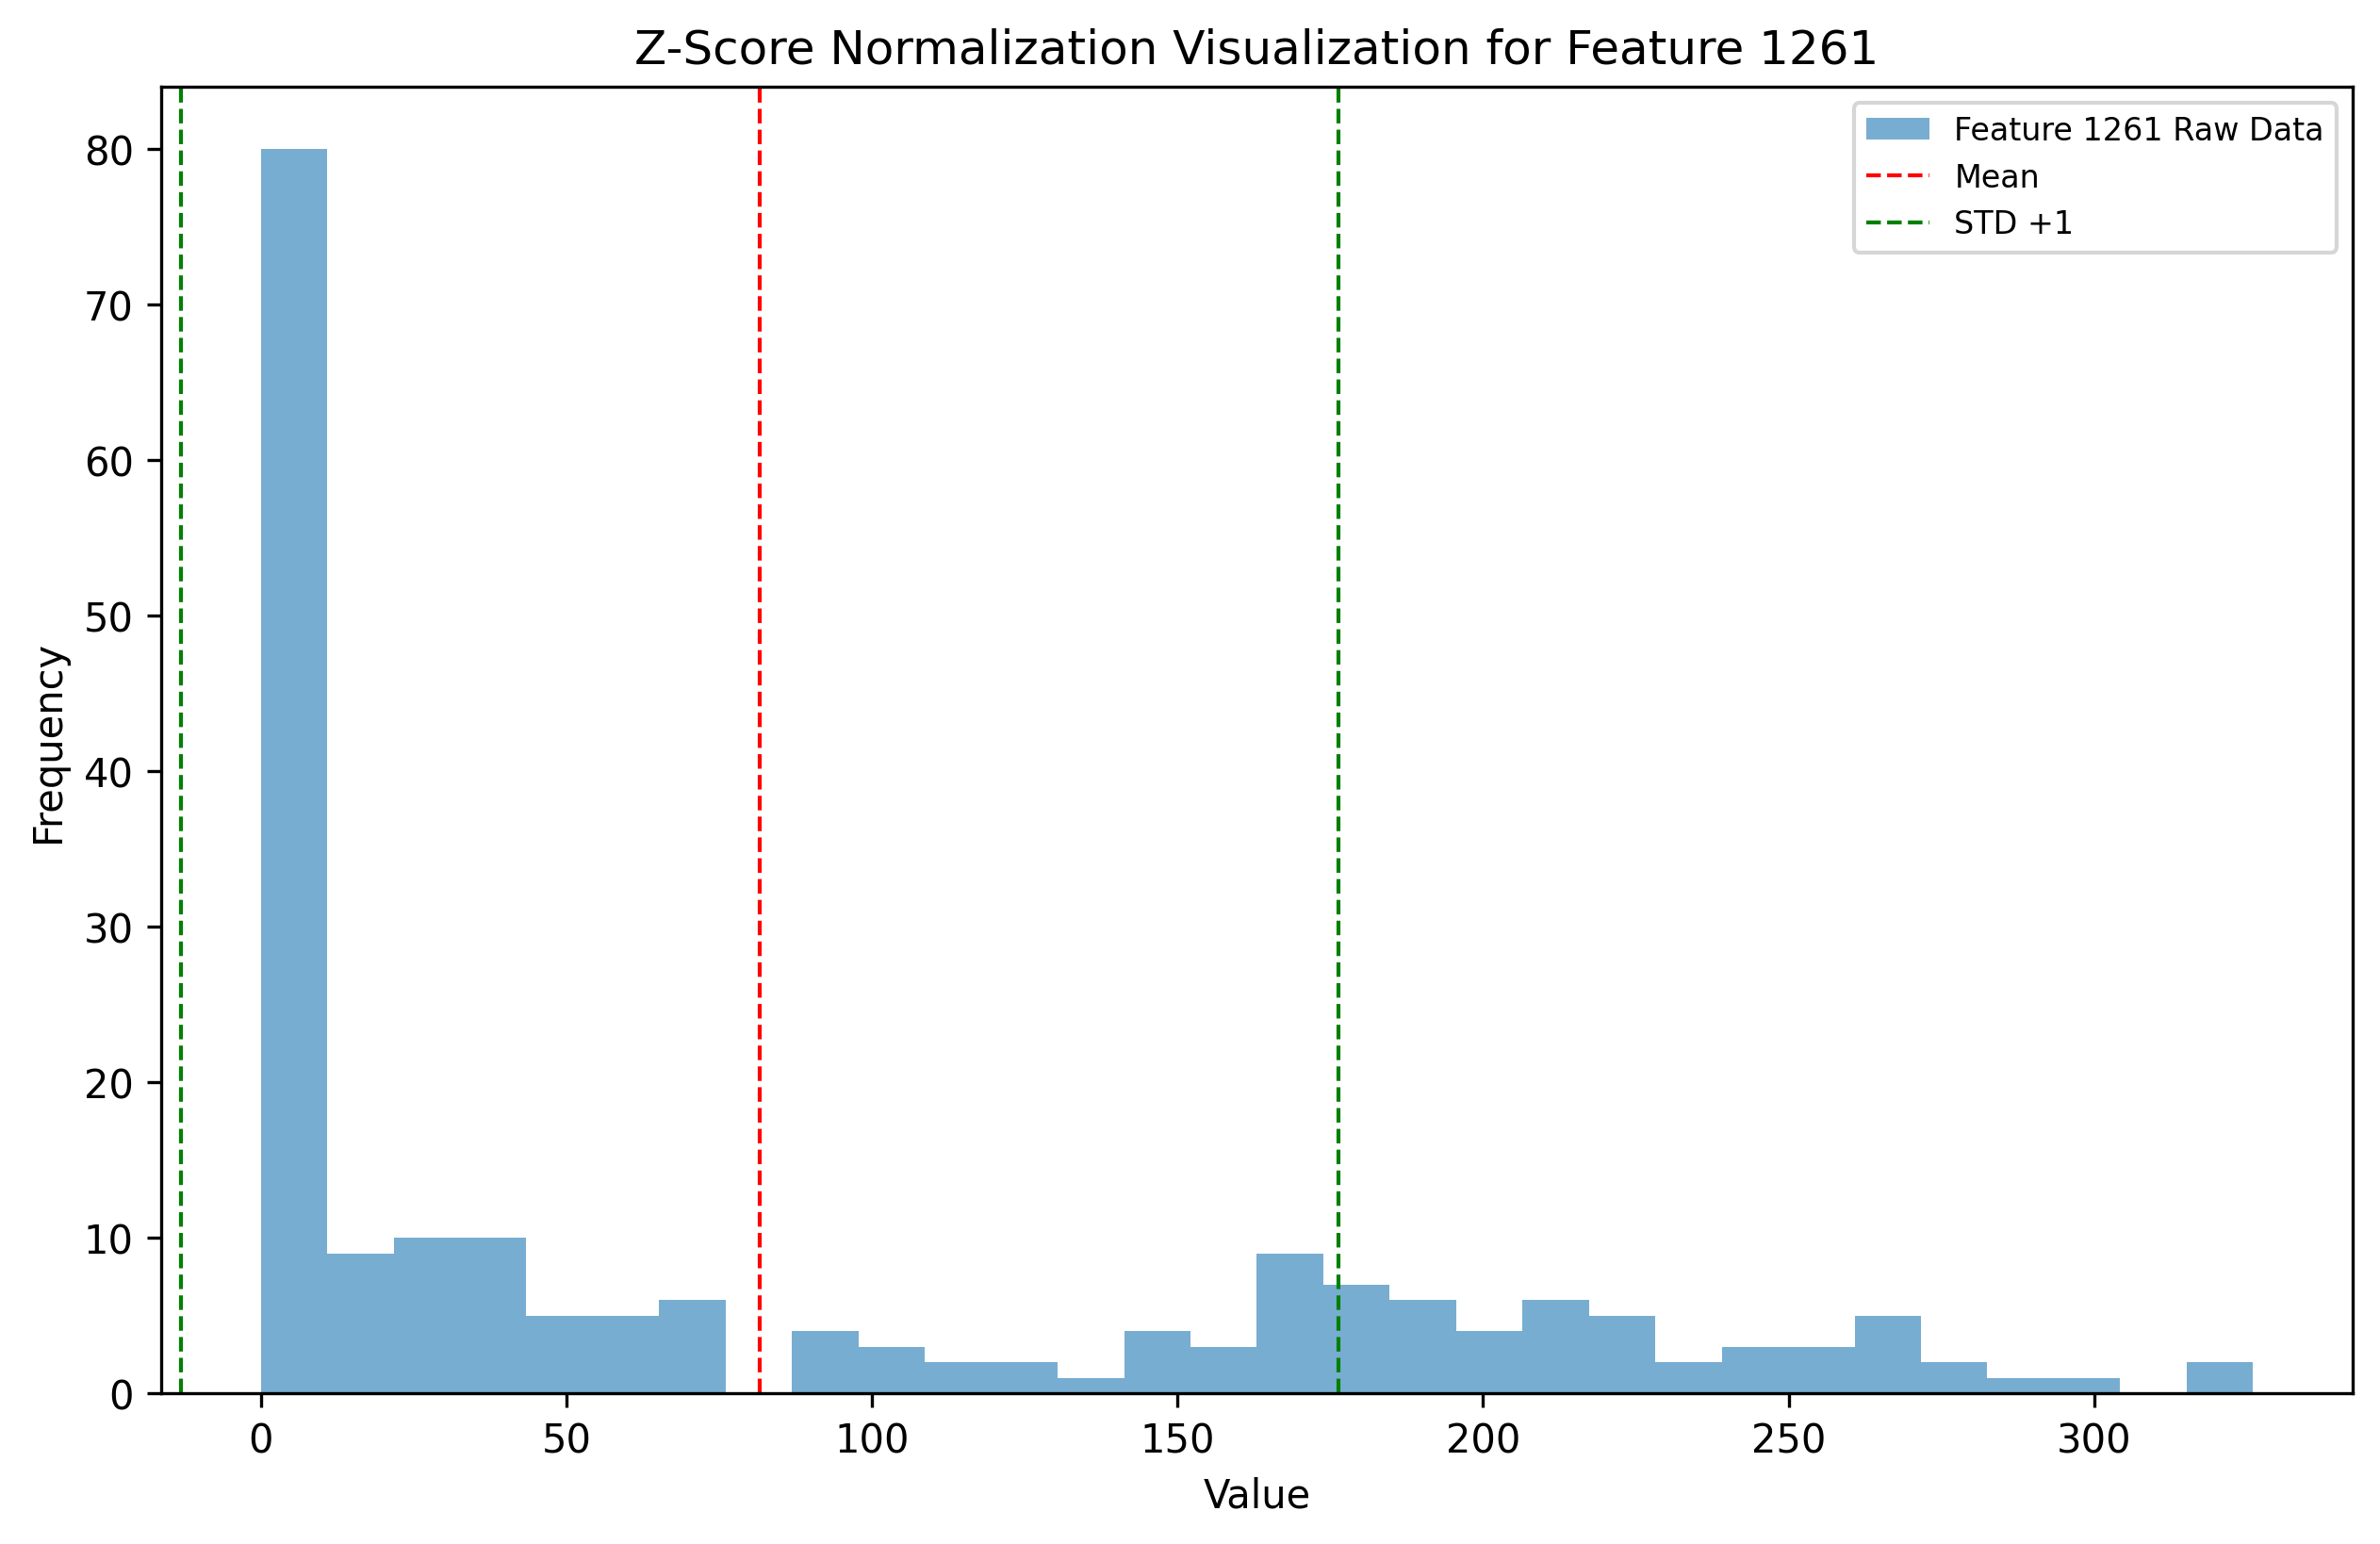 Z-Score Normalization Visualization for Feature 1261
Feature 1261 Raw Data
Mean
STD +1
80
70
60
50
40
30
20
10
0
Frequency
0 50 100 150 200 250 300
Value